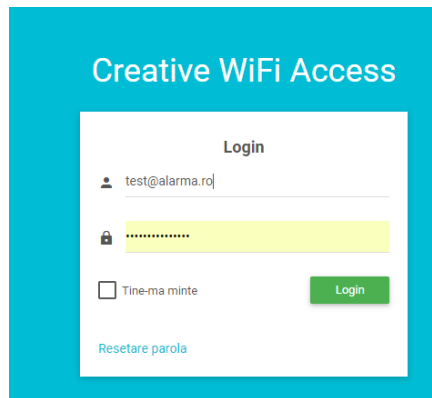 Creative WiFi Access
Login
test@alarma.ro
•••••••••••••••
Tine-ma minte
Login
Resetare parola